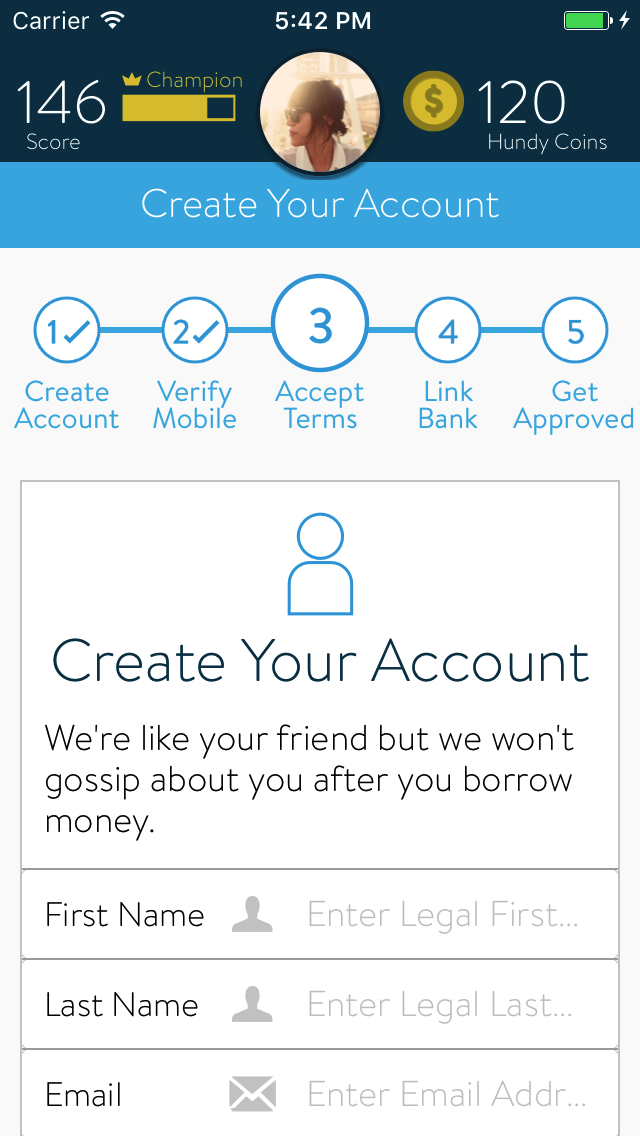 Carrier 5:42 PM
146 Champion $ 120
Score Hundy Coins
Create Your Account
1 2 3 4 5
Create Verify Accept Link Get
Account Mobile Terms Bank Approved
Create Your Account
We're like your friend but we won't
gossip about you after you borrow
money.
First Name Enter Legal First...
Last Name Enter Legal Last...
Email Enter Email Addr...